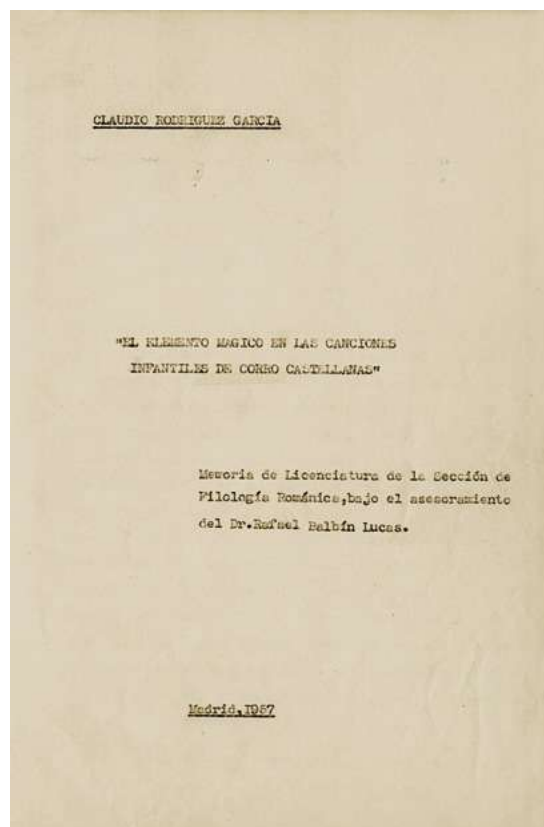 CLAUDIO RODRIGUEZ GARCIA
"EL ELEMENTO MAGICO EN LAS CANCIONES
INFANTILES DE CORRO CASTELLANAS"
Memoria de Licenciatura de la Sección de
Filología Románica,bajo el asesoramiento
del Dr.Rafael Balbín Lucas.
Madrid,I957